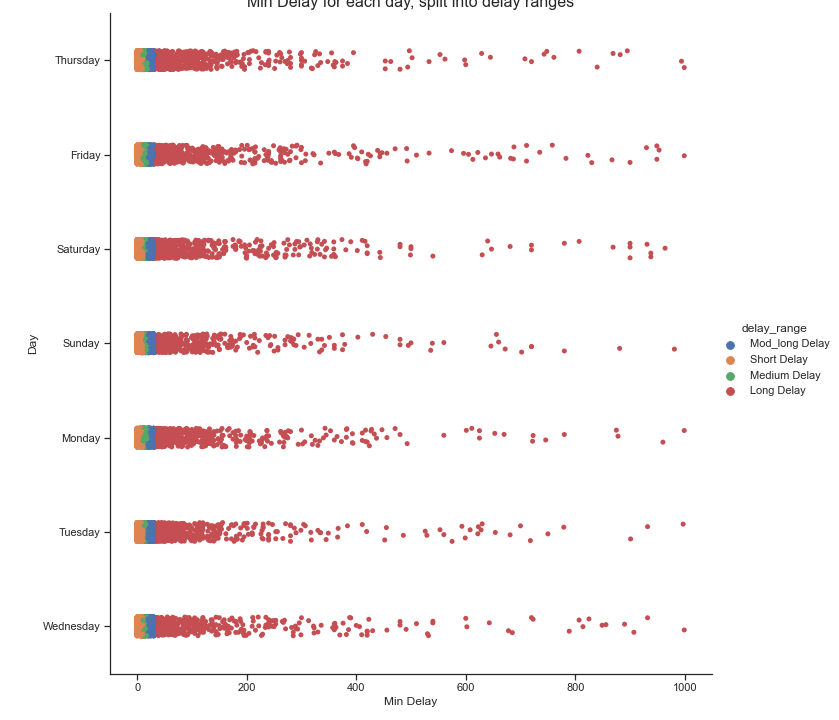 Min Delay for each day, split into delay ranges
Thursday
Friday
Saturday
Sunday
Monday
Tuesday
Wednesday
Day
0
200
400
600
800
1000
Min Delay
delay_range
Mod_long Delay
Short Delay
Medium Delay
Long Delay